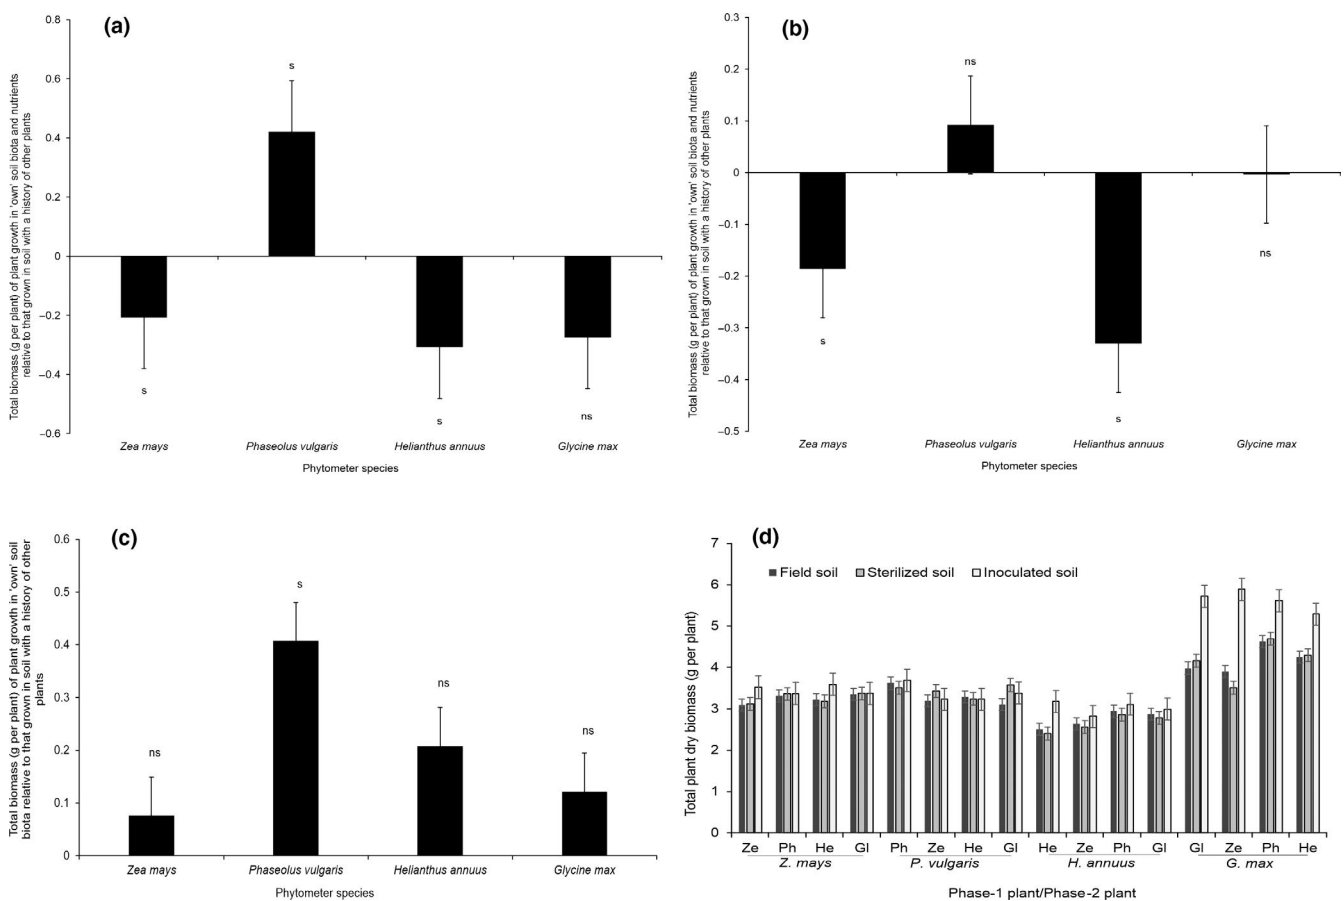 (a)
Total biomass (g per plant) of plant growth in 'own' soil biota and nutrients
relative to that grown in soil with a history of other plants
0.8
0.6
0.4
0.2
0
–0.2
–0.4
–0.6
s
s
s
ns
Zea mays
Phaseolus vulgaris
Helianthus annuus
Glycine max
Phytometer species
(b)
Total biomass (g per plant) of plant growth in 'own' soil biota and nutrients
relative to that grown in soil with a history of other plants
0.3
0.2
0.1
0
–0.1
–0.2
–0.3
–0.4
–0.5
s
ns
s
ns
Zea mays
Phaseolus vulgaris
Helianthus annuus
Glycine max
Phytometer species
(c)
Total biomass (g per plant) of plant growth in 'own' soil
biota relative to that grown in soil with a history of other
plants
0.6
0.5
0.4
0.3
0.2
0.1
0
ns
s
ns
ns
Zea mays
Phaseolus vulgaris
Helianthus annuus
Glycine max
Phytometer species
(d)
Total plant dry biomass (g per plant)
7
6
5
4
3
2
1
0
Field soil Sterilized soil Inoculated soil
Ze Ph He Gl Ph Ze He Gl He Ze Ph Gl Gl Ze Ph He
Z. mays P. vulgaris H. annuus G. max
Phase-1 plant/Phase-2 plant